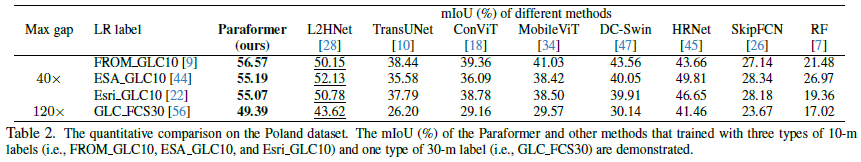 Max gap LR label mIoU (%) of different methods
Paraformer (ours) L2HNet [28] TransUNet [10] ConViT [18] MobileViT [34] DC-Swin [47] HRNet [45] SkipFCN [26] RF [7]
40× FROM_GLC10 [9] 56.57 50.15 38.44 39.36 41.03 43.56 43.66 27.14 21.48
ESA_GLC10 [44] 55.19 52.13 35.58 36.09 38.42 40.05 49.81 28.34 26.97
Esri_GLC10 [22] 55.07 50.78 37.79 38.78 38.50 39.91 46.65 28.18 19.36
120× GLC_FCS30 [56] 49.39 43.62 26.20 29.16 29.57 30.14 41.46 23.67 17.02
Table 2. The quantitative comparison on the Poland dataset. The mIoU (%) of the Paraformer and other methods that trained with three types of 10-m
labels (i.e., FROM_GLC10, ESA_GLC10, and Esri_GLC10) and one type of 30-m label (i.e., GLC_FCS30) are demonstrated.